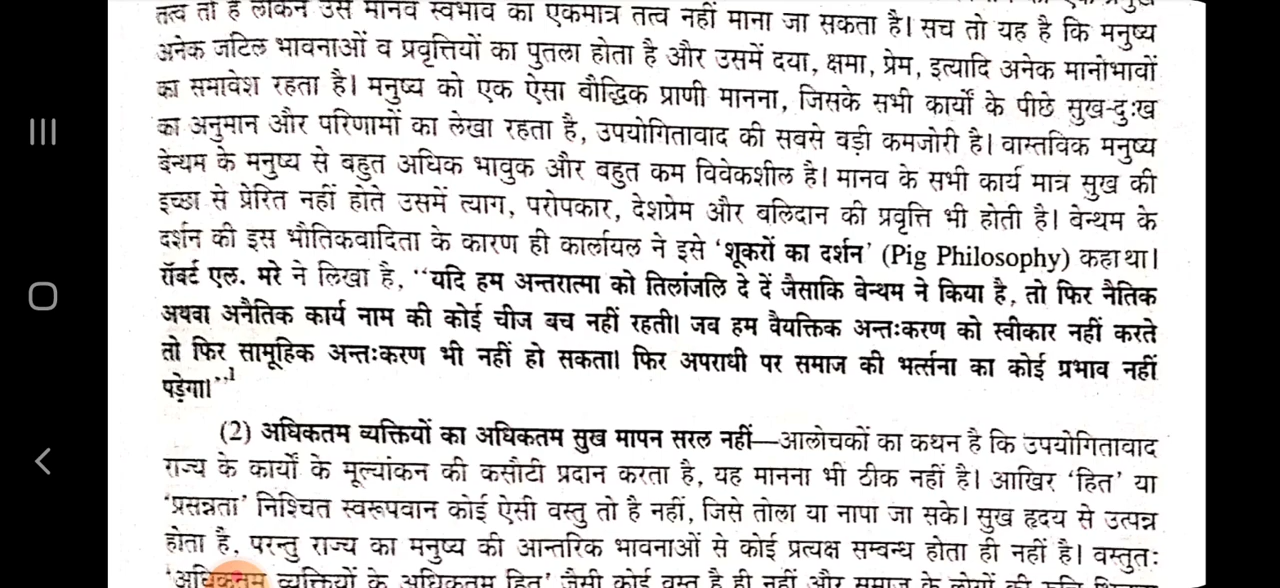 तत्व तो है लेकिन उसे मानव स्वभाव का एकमात्र तत्व नहीं माना जा सकता है। सच तो यह है कि मनुष्य
अनेक जटिल भावनाओं व प्रवृत्तियों का पुतला होता है और उसमें दया, क्षमा, प्रेम, इत्यादि अनेक मानोभावों
का समावेश रहता है। मनुष्य को एक ऐसा वौद्धिक प्राणी मानना, जिसके सभी कार्यों के पीछे सुख-दुःख
का अनुमान और परिणामों का लेखा रहता है, उपयोगितावाद की सबसे वड़ी कमजोरी है। वास्तविक मनुष्य
बेन्थम के मनुष्य से वहुत अधिक भावुक और वहुत कम विवेकशील है। मानव के सभी कार्य मात्र सुख की
इच्छा से प्रेरित नहीं होते उसमें त्याग, परोपकार, देशप्रेम और बलिदान की प्रवृत्ति भी होती है। वेन्थम के
दर्शन की इस भौतिकवादिता के कारण ही कार्लायल ने इसे ‘शूकरों का दर्शन’ (Pig Philosophy) कहा था।
रॉबर्ट एल. मरे ने लिखा है, ‘‘यदि हम अन्तरात्मा को तिलांजलि दे दें जैसाकि वेन्थम ने किया है, तो फिर नैतिक
अथवा अनैतिक कार्य नाम की कोई चीज बच नहीं रहती। जब हम वैयक्तिक अन्तःकरण को स्वीकार नहीं करते
तो फिर सामूहिक अन्तःकरण भी नहीं हो सकता। फिर अपराधी पर समाज की भर्त्सना का कोई प्रभाव नहीं
पड़ेगा।’’1
(2) अधिकतम व्यक्तियों का अधिकतम सुख मापन सरल नहीं—आलोचकों का कथन है कि उपयोगितावाद
राज्य के कार्यों के मूल्यांकन की कसौटी प्रदान करता है, यह मानना भी ठीक नहीं है। आखिर ‘हित’ या
‘प्रसन्नता’ निश्चित स्वरूपवान कोई ऐसी वस्तु तो है नहीं, जिसे तोला या नापा जा सके। सुख हृदय से उत्पन्न
होता है, परन्तु राज्य का मनुष्य की आन्तरिक भावनाओं से कोई प्रत्यक्ष सम्वन्ध होता ही नहीं है। वस्तुतः
‘अधिकतम व्यक्तियों के अधिकतम हित’ जैसी कोई वस्तु है ही नहीं और समाज के लोगों की